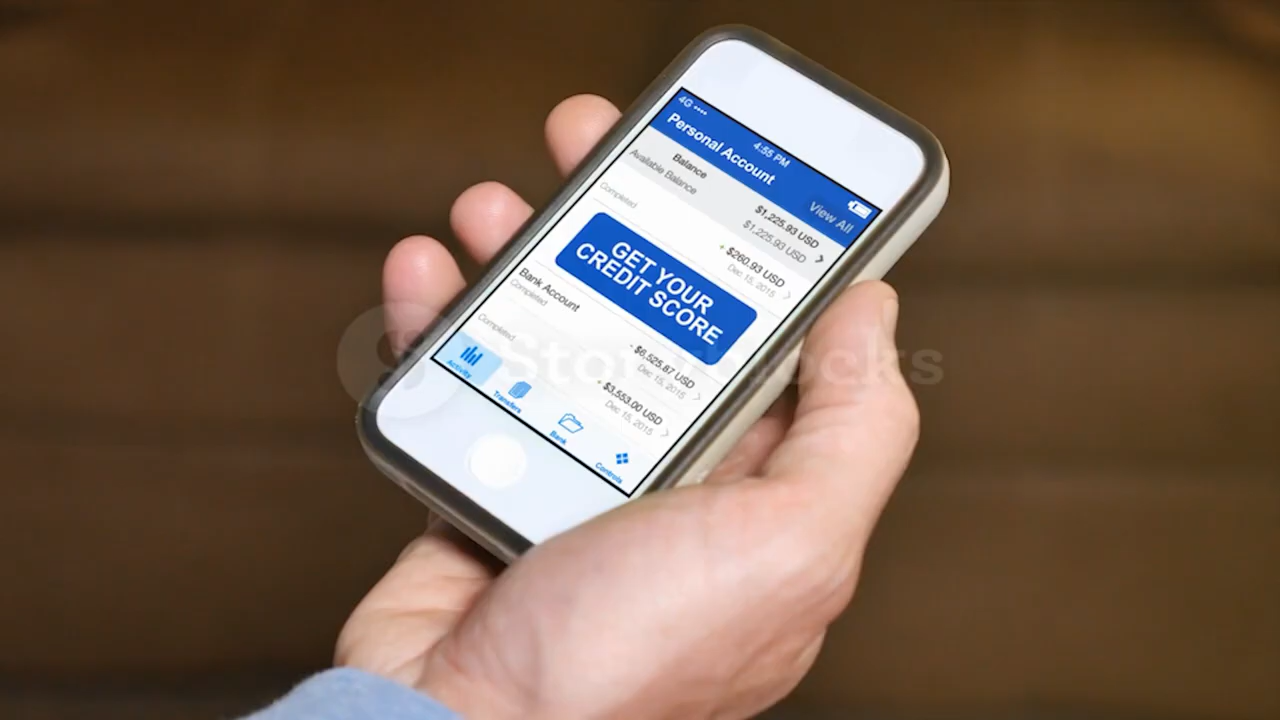 4G ••••
4:55 PM
Personal Account
View All
Balance
$1,225.93 USD
Available Balance
$1,225.93 USD
Completed
+ $260.93 USD
Dec 15, 2015
GET YOUR
CREDIT SCORE
Bank Account
Completed
- $6,525.87 USD
Dec 15, 2015
Completed
+ $3,553.00 USD
Dec 15, 2015
Activity
Transfers
Bank
Controls
Storyblocks